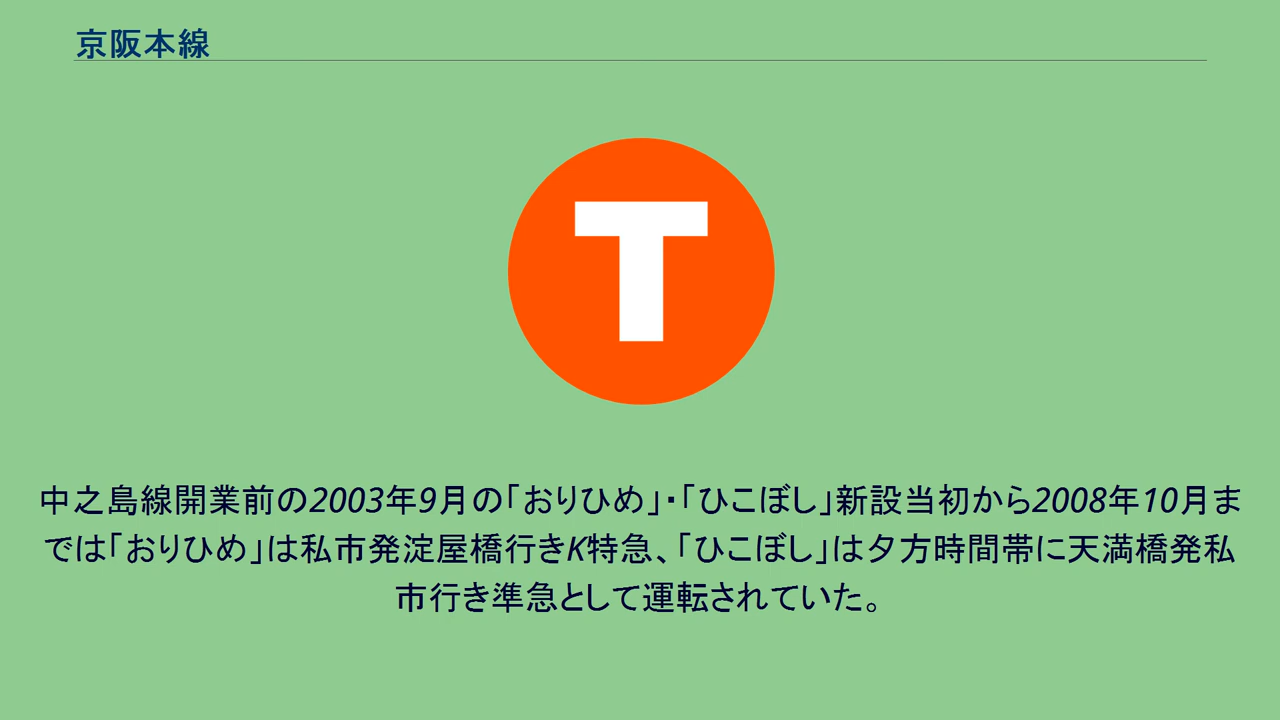 京阪本線
T
中之島線開業前の2003年9月の「おりひめ」・「ひこぼし」新設当初から2008年10月ま
では「おりひめ」は私市発淀屋橋行きK特急、「ひこぼし」は夕方時間帯に天満橋発私
市行き準急として運転されていた。